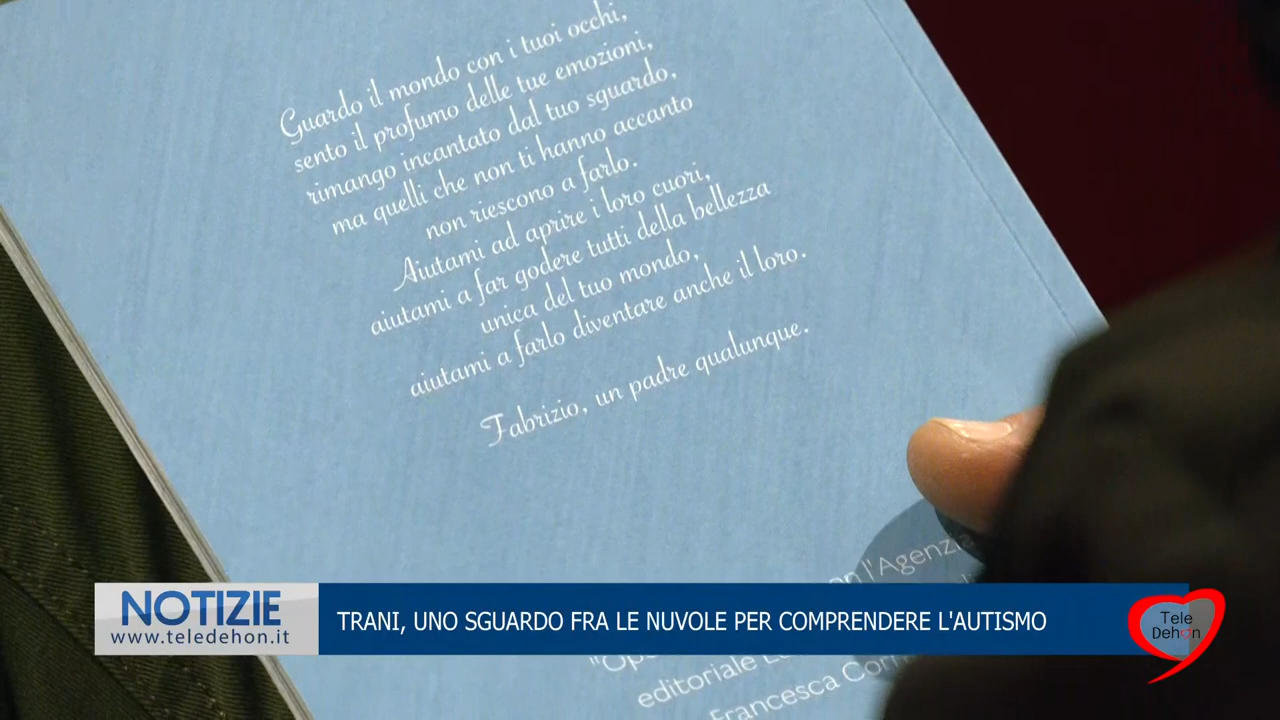 Guardo il mondo con i tuoi occhi,
sento il profumo delle tue emozioni,
rimango incantato dal tuo sguardo,
ma quelli che non ti hanno accanto
non riescono a farlo.
Aiutami ad aprire i loro cuori,
aiutami a far godere tutti della bellezza
unica del tuo mondo,
aiutami a farlo diventare anche il loro.
Fabrizio, un padre qualunque.
l'Agenzia
NOTIZIE
www.teledehon.it
TRANI, UNO SGUARDO FRA LE NUVOLE PER COMPRENDERE L'AUTISMO
Tele
Dehon
editoriale
Francesca